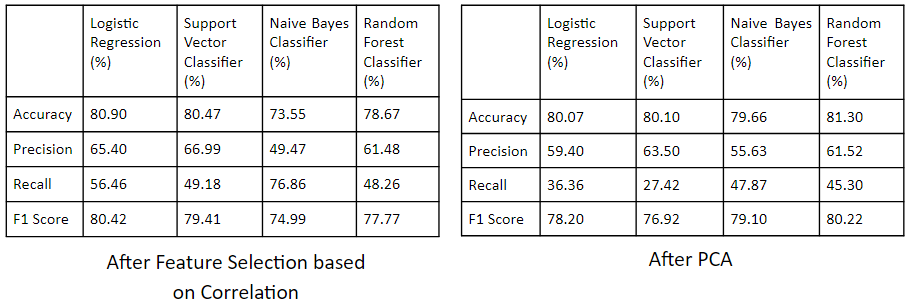 Logistic Regression (%) Support Vector Classifier (%) Naive Bayes Classifier (%) Random Forest Classifier (%)
Accuracy 80.90 80.47 73.55 78.67
Precision 65.40 66.99 49.47 61.48
Recall 56.46 49.18 76.86 48.26
F1 Score 80.42 79.41 74.99 77.77
After Feature Selection based
on Correlation
Logistic Regression (%) Support Vector Classifier (%) Naive Bayes Classifier (%) Random Forest Classifier (%)
Accuracy 80.07 80.10 79.66 81.30
Precision 59.40 63.50 55.63 61.52
Recall 36.36 27.42 47.87 45.30
F1 Score 78.20 76.92 79.10 80.22
After PCA